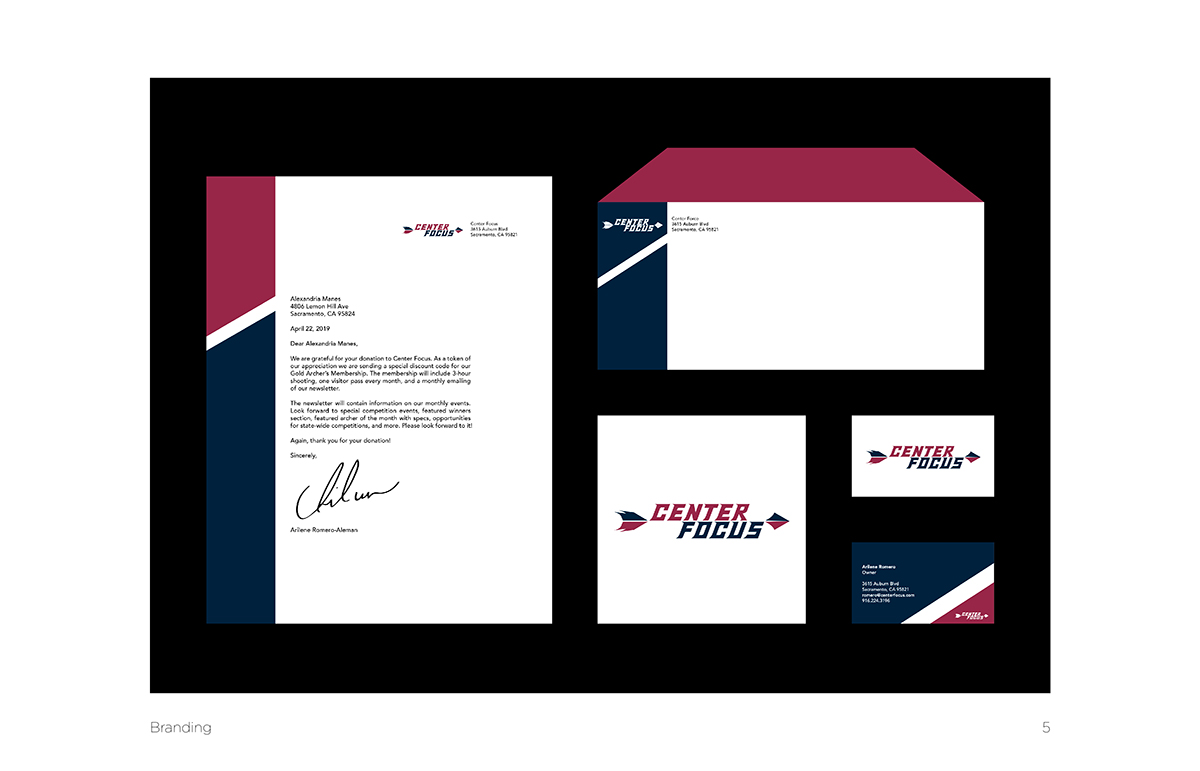 CENTER
FOCUS
Center Focus
3615 Auburn Blvd
Sacramento, CA 95821
Alexandria Manes
4806 Lemon Hill Ave
Sacramento, CA 95824
April 22, 2019
Dear Alexandria Manes,
We are grateful for your donation to Center Focus. As a token of
our appreciation we are sending a special discount code for our
Gold Archer's Membership. The membership will include 3-hour
shooting, one visitor pass every month, and a monthly emailing
of our newsletter.
The newsletter will contain information on our monthly events.
Look forward to special competition events, featured winners
section, featured archer of the month with specs, opportunities
for state-wide competitions, and more. Please look forward to it!
Again, thank you for your donation!
Sincerely,
Arilene Romero-Aleman
CENTER
FOCUS
Center Focus
3615 Auburn Blvd
Sacramento, CA 95821
CENTER
FOCUS
CENTER
FOCUS
Arilene Romero
Owner
3615 Auburn Blvd
Sacramento, CA 95821
romero@centerfocus.com
916.224.3196
CENTER
FOCUS
Branding
5